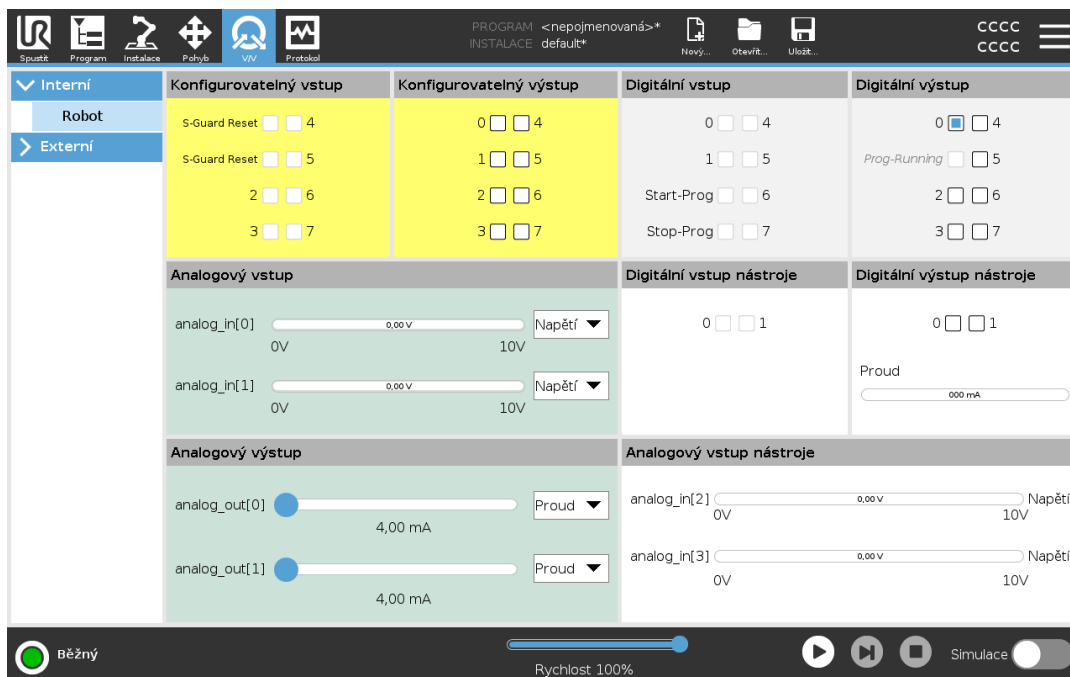 UR
PROGRAM <nepojmenovaná>*
INSTALACE default*
CCCC
CCCC
Spustit Program Instalace Pohyb V/V Protokol Nový... Otevřít... Uložit...
Interní
Robot
Externí
Konfigurovatelný vstup
S-Guard Reset 4
S-Guard Reset 5
2 6
3 7
Konfigurovatelný výstup
0 4
1 5
2 6
3 7
Digitální vstup
0 4
1 5
Start-Prog 6
Stop-Prog 7
Digitální výstup
0 4
Prog-Running 5
2 6
3 7
Analogový vstup
analog_in[0] 0,00 V Napětí
0V 10V
analog_in[1] 0,00 V Napětí
0V 10V
Digitální vstup nástroje
0 1
Digitální výstup nástroje
0 1
Proud
000 mA
Analogový výstup
analog_out[0] Proud
4,00 mA
analog_out[1] Proud
4,00 mA
Analogový vstup nástroje
analog_in[2] 0,00 V Napětí
0V 10V
analog_in[3] 0,00 V Napětí
0V 10V
Běžný
Rychlost 100%
Simulace